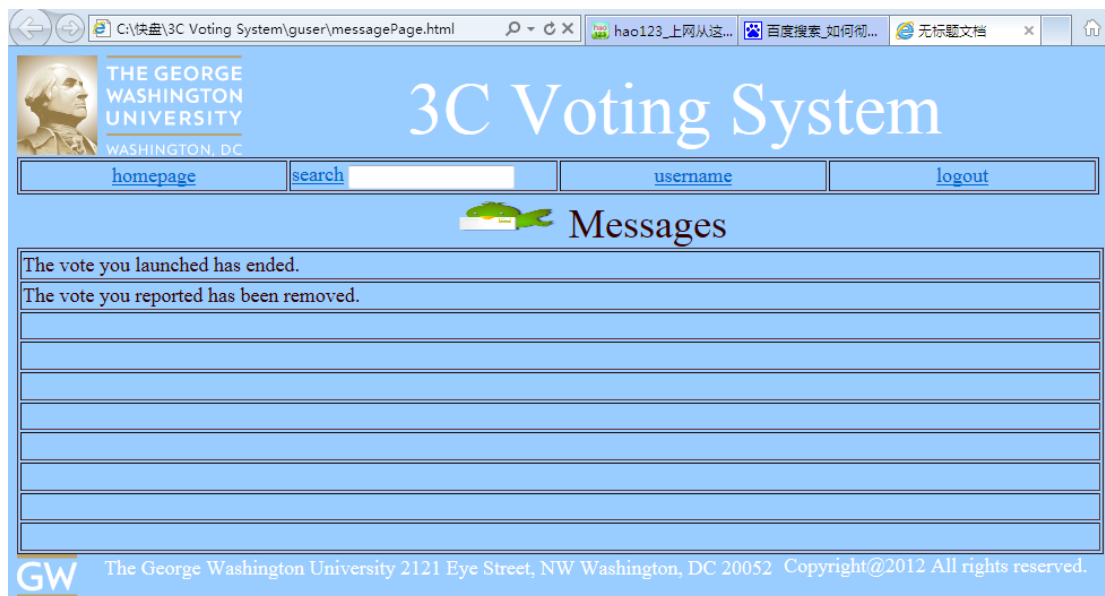 C:\快盘\3C Voting System\guser\messagePage.html
hao123_上网从这...
百度搜索_如何彻...
无标题文档
THE GEORGE
WASHINGTON
UNIVERSITY
WASHINGTON, DC
3C Voting System
homepage
search
username
logout
Messages
The vote you launched has ended.
The vote you reported has been removed.
GW
The George Washington University 2121 Eye Street, NW Washington, DC 20052 Copyright@2012 All rights reserved.